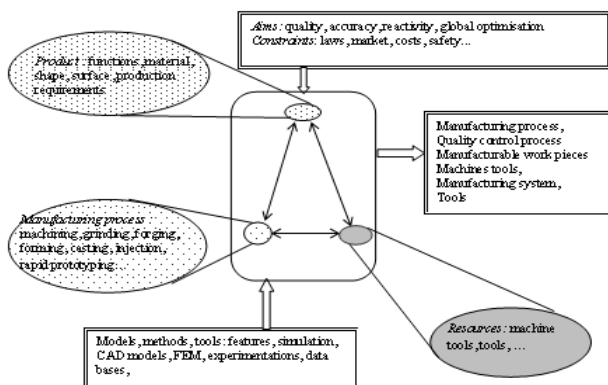 Aims: quality, accuracy, reactivity, global optimisation
Constraints: laws, market, costs, safety...
Product: functions, material,
shape, surface, production
requirements
Manufacturing process,
Quality control process
Manufacturable work pieces
Machines tools,
Manufacturing system,
Tools
Manufacturing process:
machining, grinding, forging,
forming, casting, injection,
rapid prototyping...
Resources: machine
tools, tools, ...
Models, methods, tools: features, simulation,
CAD models, FEM, experimentations, data
bases,